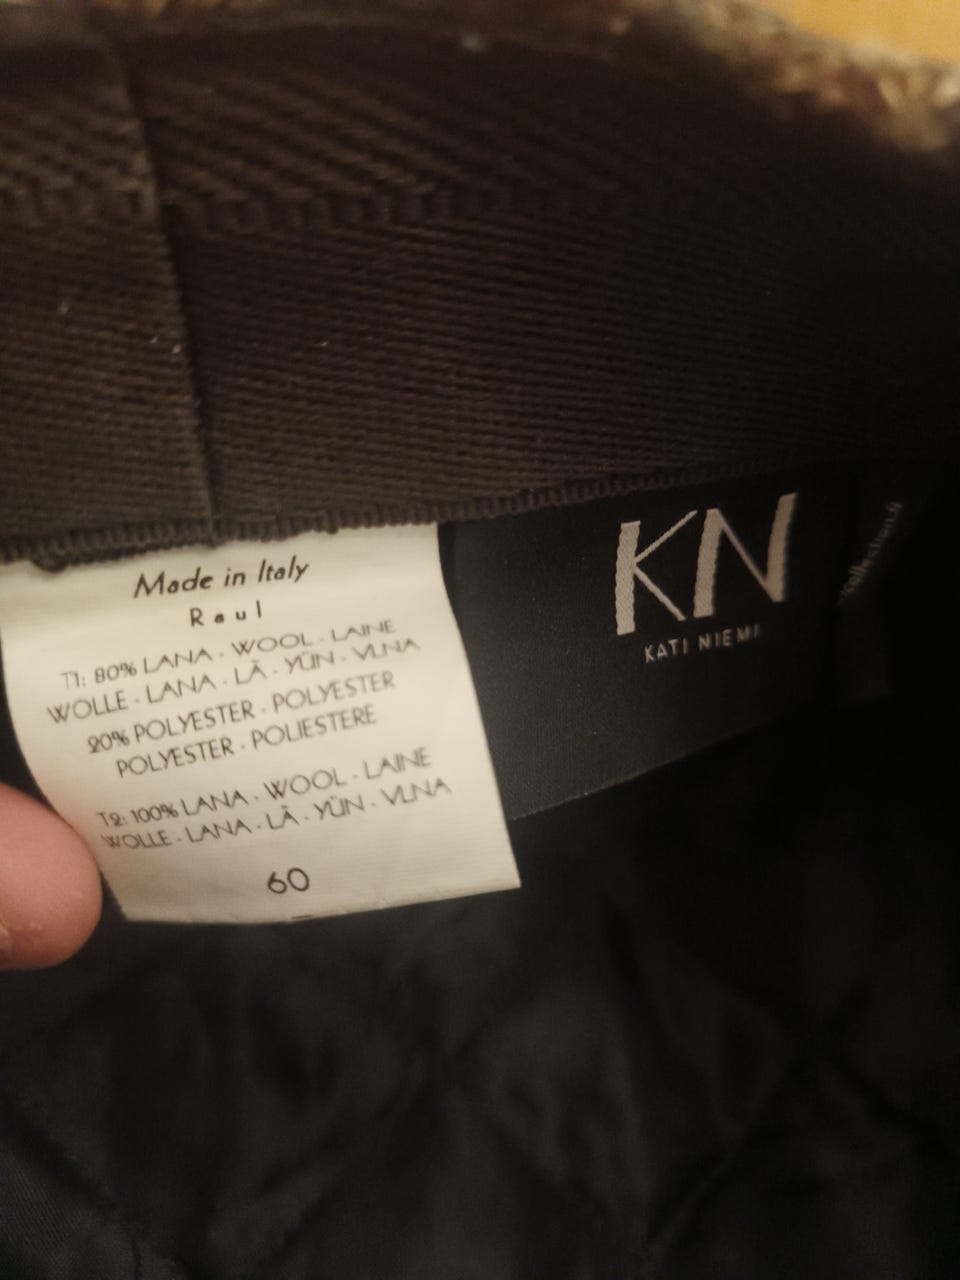 Made in Italy
Raul
T1: 80% LANA · WOOL · LAINE
WOLLE · LANA · LÃ · YÜN · VLNA
20% POLYESTER · POLYESTER
POLYESTER · POLIESTERE
T2: 100% LANA · WOOL · LAINE
WOLLE · LANA · LÃ · YÜN · VLNA
60
KN
KATI NIEMI